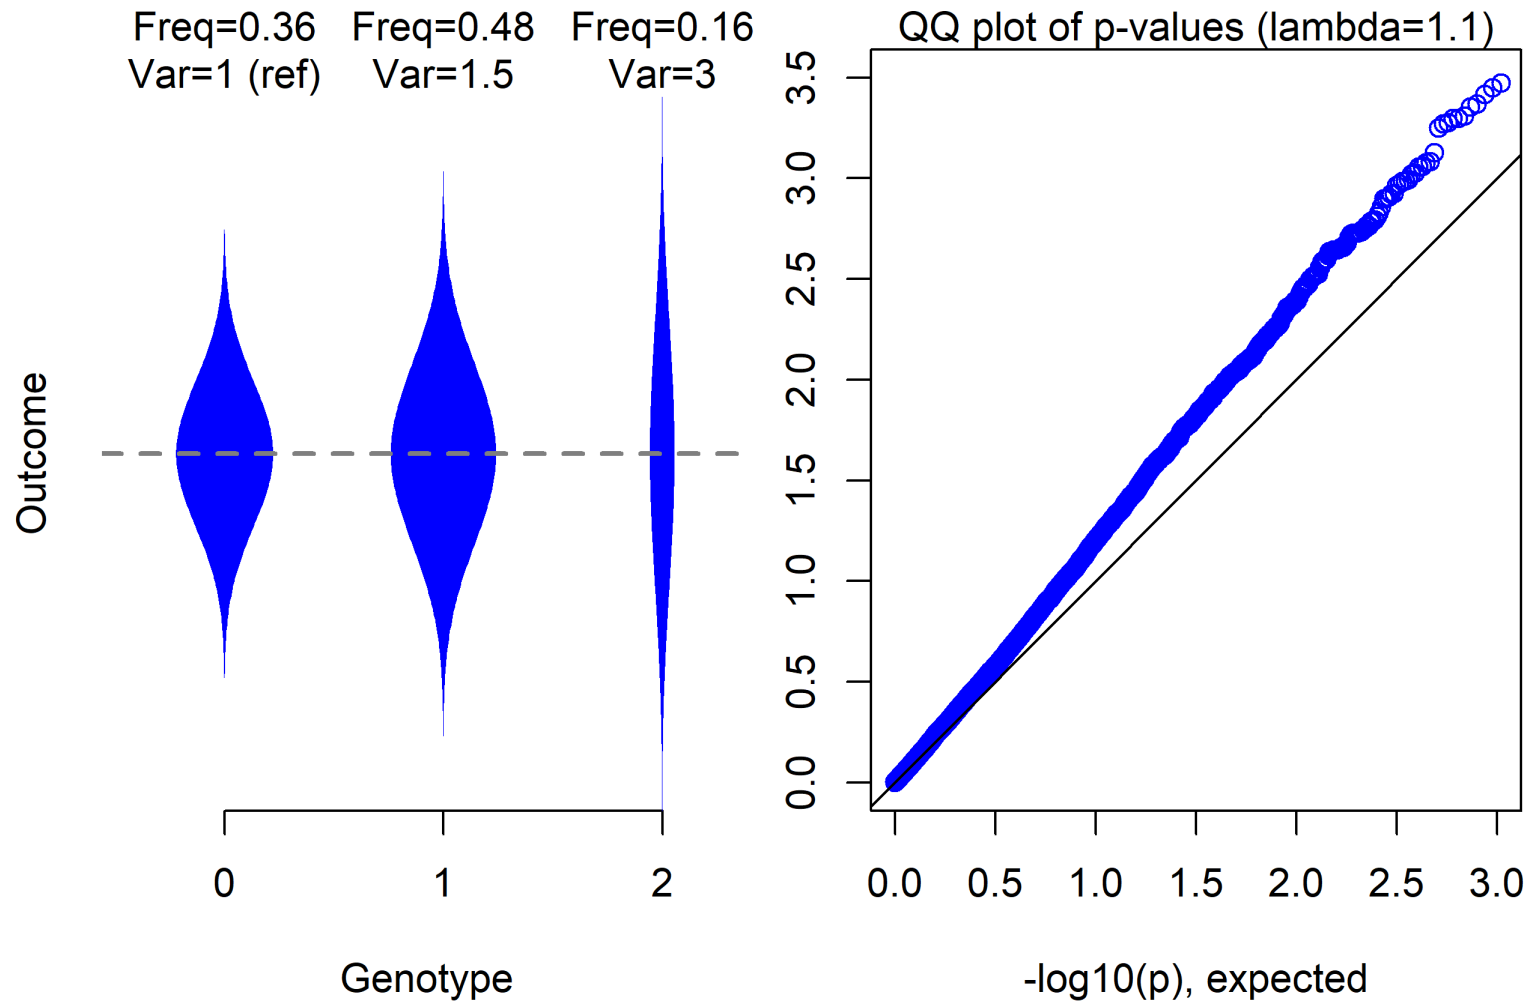 Freq=0.36 Freq=0.48 Freq=0.16
Var=1 (ref) Var=1.5 Var=3
Outcome
0 1 2
Genotype
QQ plot of p-values (lambda=1.1)
3.5
3.0
2.5
2.0
1.5
1.0
0.5
0.0
0.0 0.5 1.0 1.5 2.0 2.5 3.0
-log10(p), expected